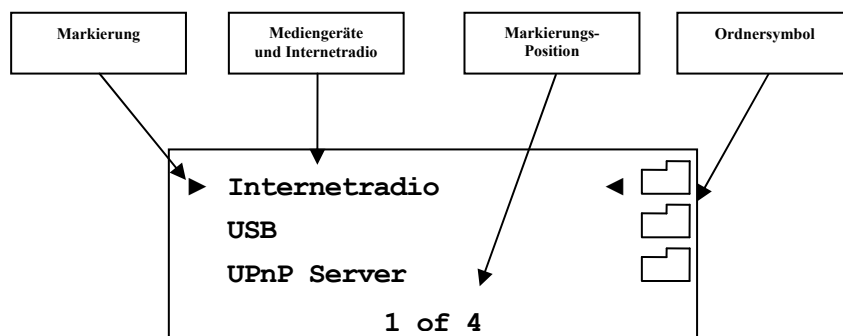 Markierung
Mediengeräte
und Internetradio
Markierungs-
Position
Ordnersymbol
Internetradio
USB
UPnP Server
1 of 4